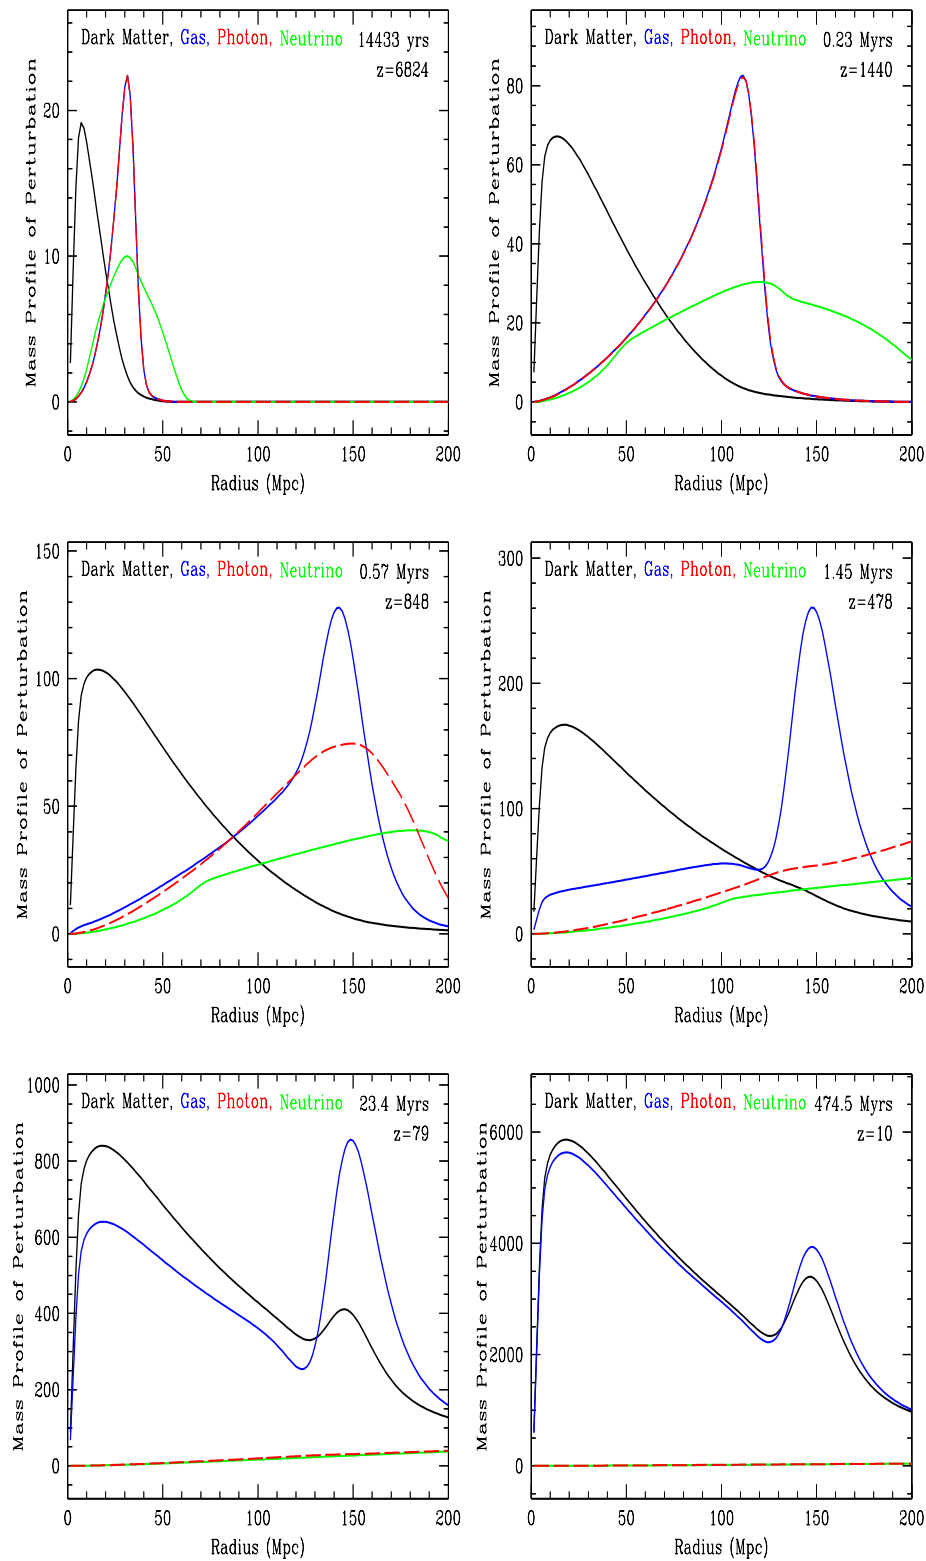 Dark Matter, Gas, Photon, Neutrino 14433 yrs
z=6824
Mass Profile of Perturbation
20
10
0
0 50 100 150 200
Radius (Mpc)
Dark Matter, Gas, Photon, Neutrino 0.23 Myrs
z=1440
Mass Profile of Perturbation
80
60
40
20
0
0 50 100 150 200
Radius (Mpc)
Dark Matter, Gas, Photon, Neutrino 0.57 Myrs
z=848
Mass Profile of Perturbation
150
100
50
0
0 50 100 150 200
Radius (Mpc)
Dark Matter, Gas, Photon, Neutrino 1.45 Myrs
z=478
Mass Profile of Perturbation
300
200
100
0
0 50 100 150 200
Radius (Mpc)
Dark Matter, Gas, Photon, Neutrino 23.4 Myrs
z=79
Mass Profile of Perturbation
1000
800
600
400
200
0
0 50 100 150 200
Radius (Mpc)
Dark Matter, Gas, Photon, Neutrino 474.5 Myrs
z=10
Mass Profile of Perturbation
6000
4000
2000
0
0 50 100 150 200
Radius (Mpc)